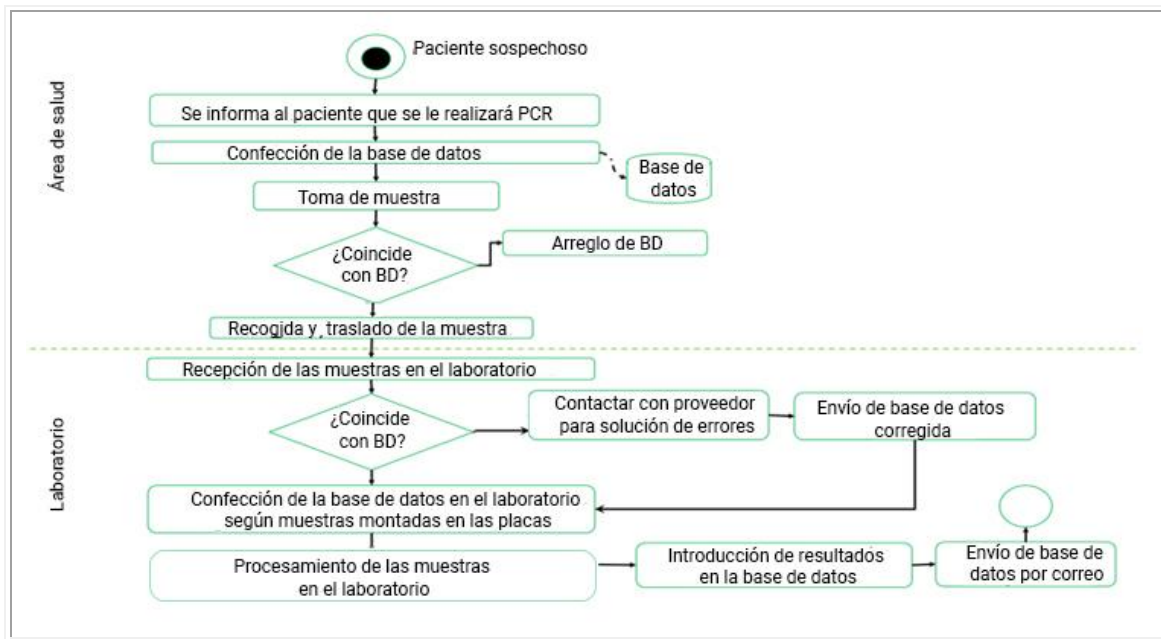 Paciente sospechoso
Área de salud
Se informa al paciente que se le realizará PCR
Confección de la base de datos
Base de
datos
Toma de muestra
¿Coincide
con BD?
Arreglo de BD
Recogida y, traslado de la muestra
Recepción de las muestras en el laboratorio
Laboratorio
¿Coincide
con BD?
Contactar con proveedor
para solución de errores
Envío de base de datos
corregida
Confección de la base de datos en el laboratorio
según muestras montadas en las placas
Procesamiento de las muestras
en el laboratorio
Introducción de resultados
en la base de datos
Envío de base de
datos por correo